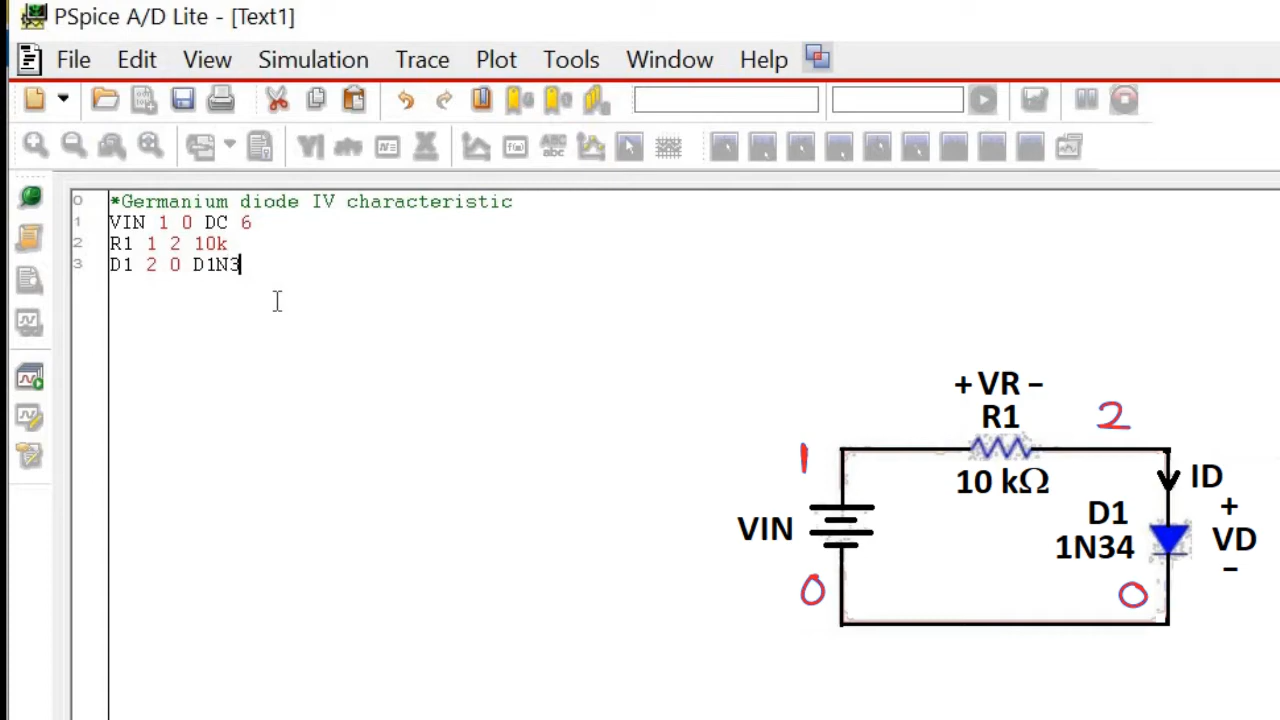 PSpice A/D Lite - [Text1]
File Edit View Simulation Trace Plot Tools Window Help
0 *Germanium diode IV characteristic
1 VIN 1 0 DC 6
2 R1 1 2 10k
3 D1 2 0 D1N3
+ VR −
R1
2
1
10 kΩ
ID
+
D1
VIN
VD
1N34
−
0
0